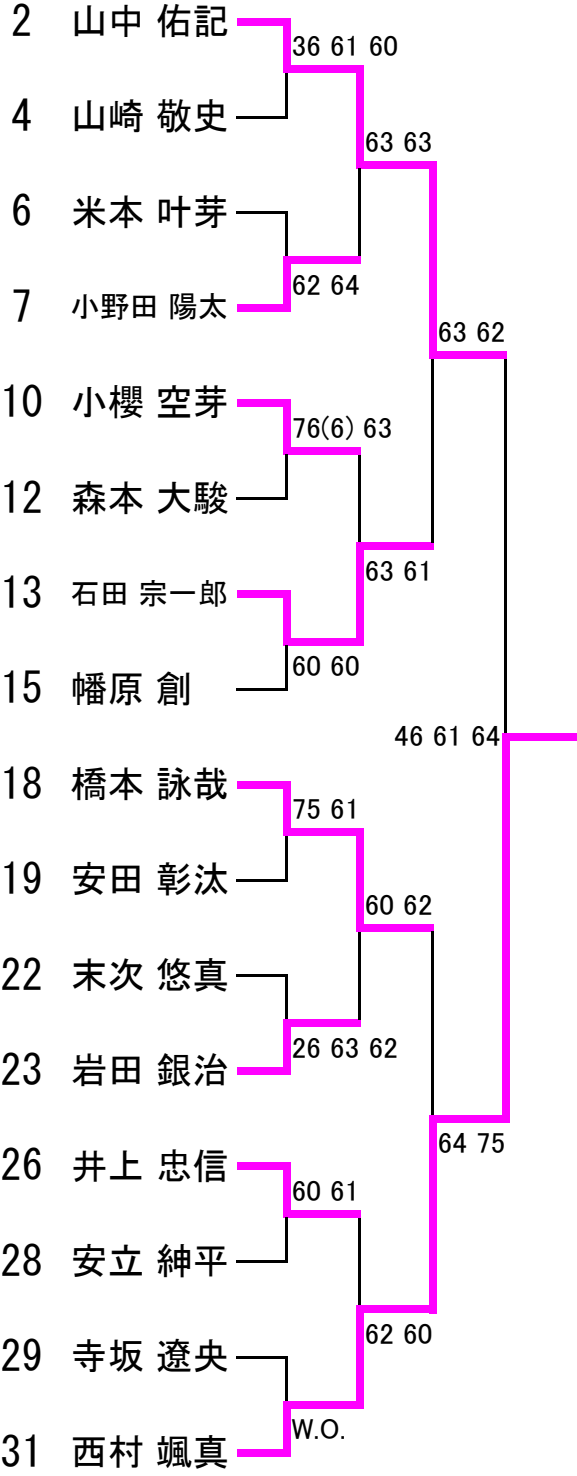 2 山中 佑記
36 61 60
4 山崎 敬史
63 63
6 米本 叶芽
62 64
7 小野田 陽太
63 62
10 小櫻 空芽
76(6) 63
12 森本 大駿
63 61
13 石田 宗一郎
60 60
15 幡原 創
46 61 64
18 橋本 詠哉
75 61
19 安田 彰汰
60 62
22 末次 悠真
26 63 62
23 岩田 銀治
64 75
26 井上 忠信
60 61
28 安立 紳平
62 60
29 寺坂 遼央
W.O.
31 西村 颯真